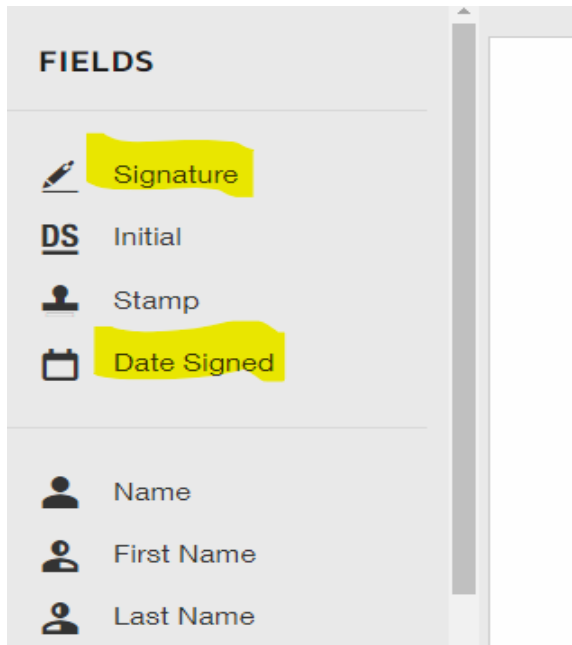 FIELDS
Signature
DS Initial
Stamp
Date Signed
Name
First Name
Last Name